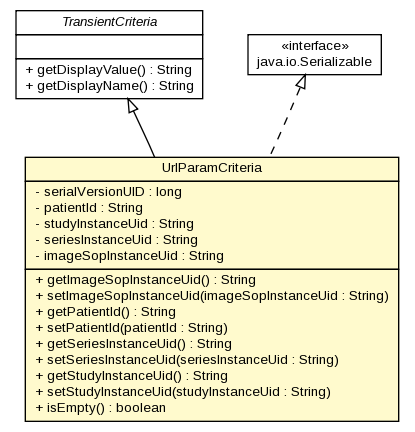 TransientCriteria
+ getDisplayValue() : String
+ getDisplayName() : String
«interface»
java.io.Serializable
UrlParamCriteria
- serialVersionUID : long
- patientId : String
- studyInstanceUid : String
- seriesInstanceUid : String
- imageSopInstanceUid : String
+ getImageSopInstanceUid() : String
+ setImageSopInstanceUid(imageSopInstanceUid : String)
+ getPatientId() : String
+ setPatientId(patientId : String)
+ getSeriesInstanceUid() : String
+ setSeriesInstanceUid(seriesInstanceUid : String)
+ getStudyInstanceUid() : String
+ setStudyInstanceUid(studyInstanceUid : String)
+ isEmpty() : boolean